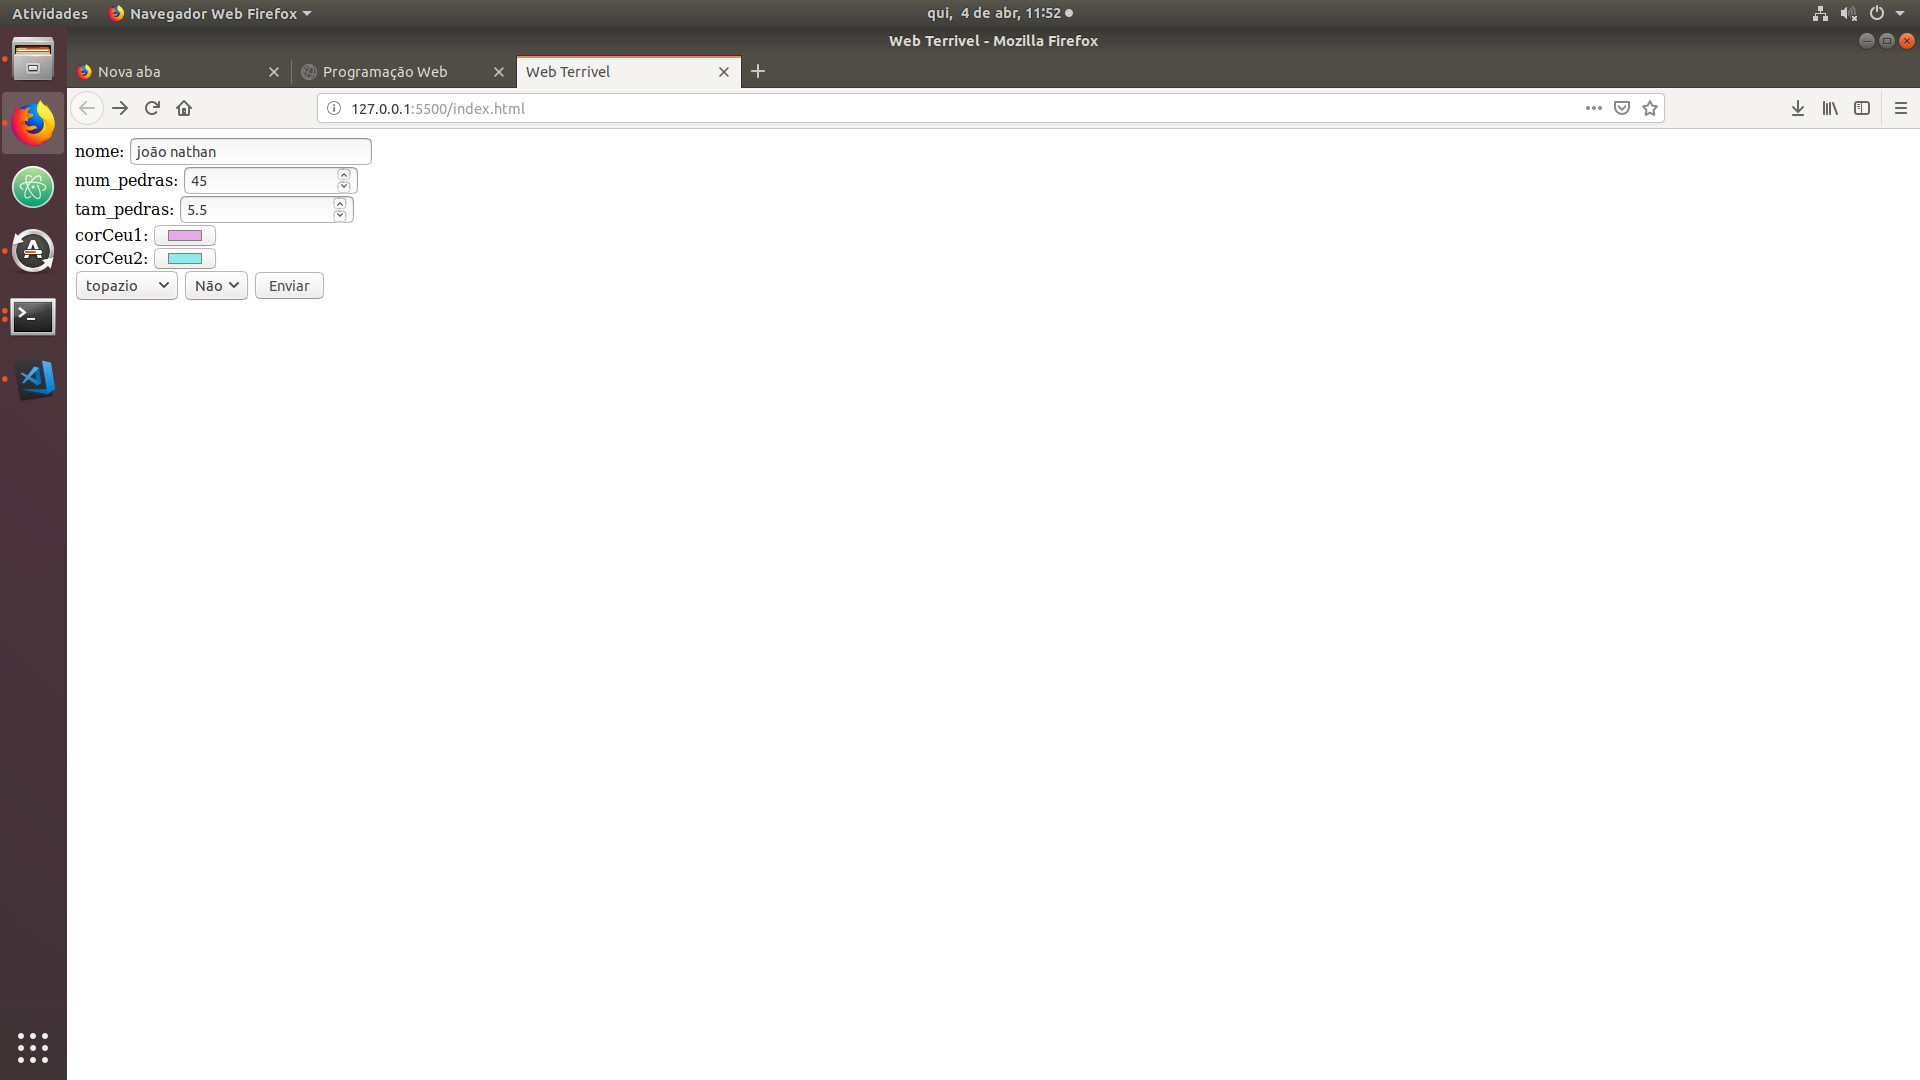 Atividades Navegador Web Firefox qui, 4 de abr, 11:52
Web Terrivel - Mozilla Firefox
Nova aba Programação Web Web Terrivel
127.0.0.1:5500/index.html
nome: joão nathan
num_pedras: 45
tam_pedras: 5.5
corCeu1:
corCeu2:
topazio Não Enviar